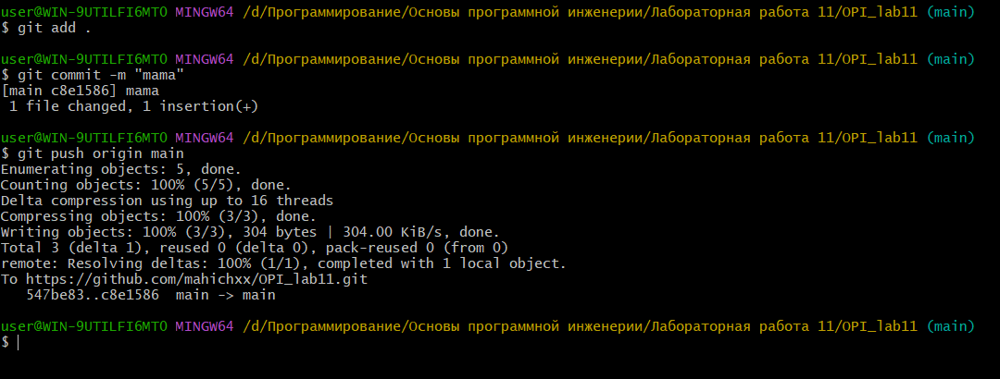 user@WIN-9UTILFI6MTO MINGW64 /d/Программирование/Основы программной инженерии/Лабораторная работа 11/OPI_lab11 (main)
$ git add .
user@WIN-9UTILFI6MTO MINGW64 /d/Программирование/Основы программной инженерии/Лабораторная работа 11/OPI_lab11 (main)
$ git commit -m "mama"
[main c8e1586] mama
 1 file changed, 1 insertion(+)
user@WIN-9UTILFI6MTO MINGW64 /d/Программирование/Основы программной инженерии/Лабораторная работа 11/OPI_lab11 (main)
$ git push origin main
Enumerating objects: 5, done.
Counting objects: 100% (5/5), done.
Delta compression using up to 16 threads
Compressing objects: 100% (3/3), done.
Writing objects: 100% (3/3), 304 bytes | 304.00 KiB/s, done.
Total 3 (delta 1), reused 0 (delta 0), pack-reused 0 (from 0)
remote: Resolving deltas: 100% (1/1), completed with 1 local object.
To https://github.com/mahichxx/OPI_lab11.git
   547be83..c8e1586  main -> main
user@WIN-9UTILFI6MTO MINGW64 /d/Программирование/Основы программной инженерии/Лабораторная работа 11/OPI_lab11 (main)
$